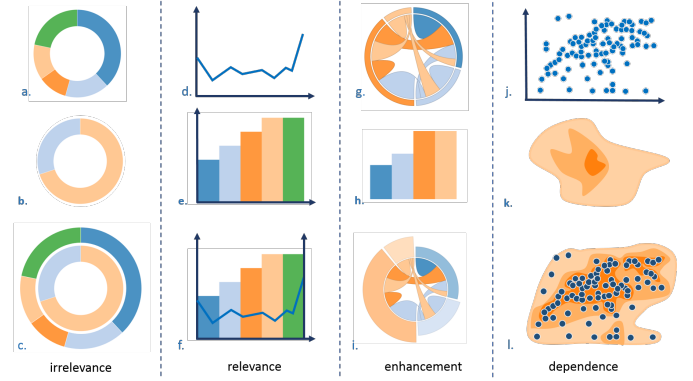 a.
d.
g.
j.
b.
e.
h.
k.
c.
f.
i.
l.
irrelevance
relevance
enhancement
dependence